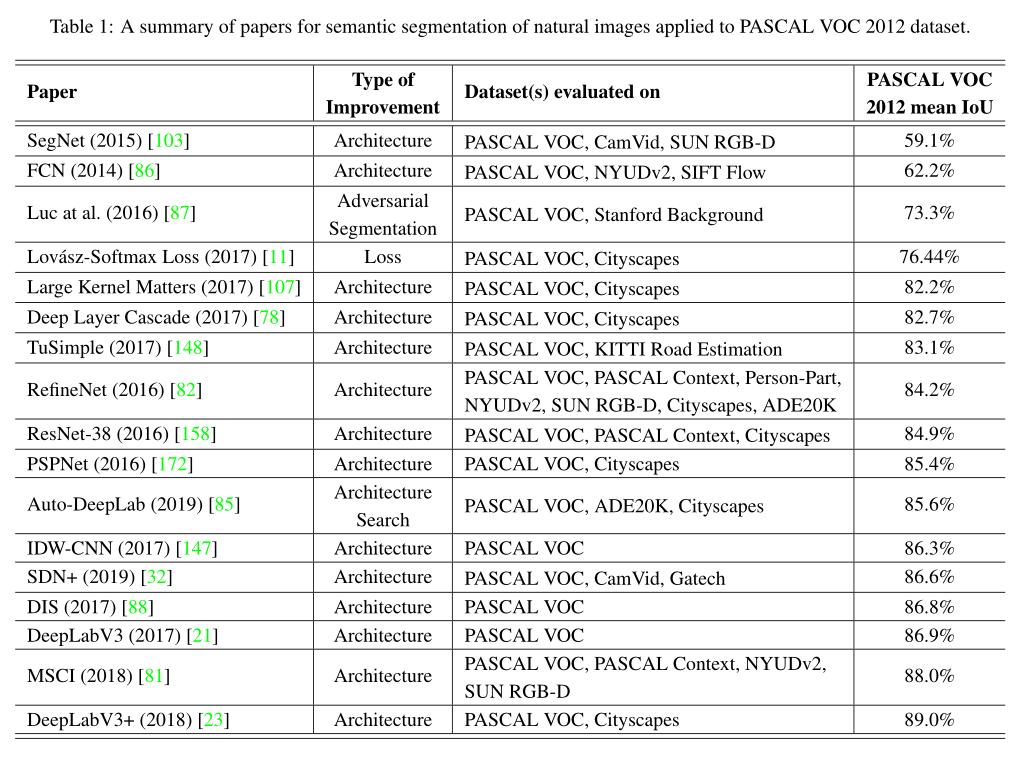 Table 1: A summary of papers for semantic segmentation of natural images applied to PASCAL VOC 2012 dataset.
Paper Type of Improvement Dataset(s) evaluated on PASCAL VOC 2012 mean IoU
SegNet (2015) [103] Architecture PASCAL VOC, CamVid, SUN RGB-D 59.1%
FCN (2014) [86] Architecture PASCAL VOC, NYUDv2, SIFT Flow 62.2%
Luc at al. (2016) [87] Adversarial Segmentation PASCAL VOC, Stanford Background 73.3%
Lovász-Softmax Loss (2017) [11] Loss PASCAL VOC, Cityscapes 76.44%
Large Kernel Matters (2017) [107] Architecture PASCAL VOC, Cityscapes 82.2%
Deep Layer Cascade (2017) [78] Architecture PASCAL VOC, Cityscapes 82.7%
TuSimple (2017) [148] Architecture PASCAL VOC, KITTI Road Estimation 83.1%
RefineNet (2016) [82] Architecture PASCAL VOC, PASCAL Context, Person-Part, NYUDv2, SUN RGB-D, Cityscapes, ADE20K 84.2%
ResNet-38 (2016) [158] Architecture PASCAL VOC, PASCAL Context, Cityscapes 84.9%
PSPNet (2016) [172] Architecture PASCAL VOC, Cityscapes 85.4%
Auto-DeepLab (2019) [85] Architecture Search PASCAL VOC, ADE20K, Cityscapes 85.6%
IDW-CNN (2017) [147] Architecture PASCAL VOC 86.3%
SDN+ (2019) [32] Architecture PASCAL VOC, CamVid, Gatech 86.6%
DIS (2017) [88] Architecture PASCAL VOC 86.8%
DeepLabV3 (2017) [21] Architecture PASCAL VOC 86.9%
MSCI (2018) [81] Architecture PASCAL VOC, PASCAL Context, NYUDv2, SUN RGB-D 88.0%
DeepLabV3+ (2018) [23] Architecture PASCAL VOC, Cityscapes 89.0%